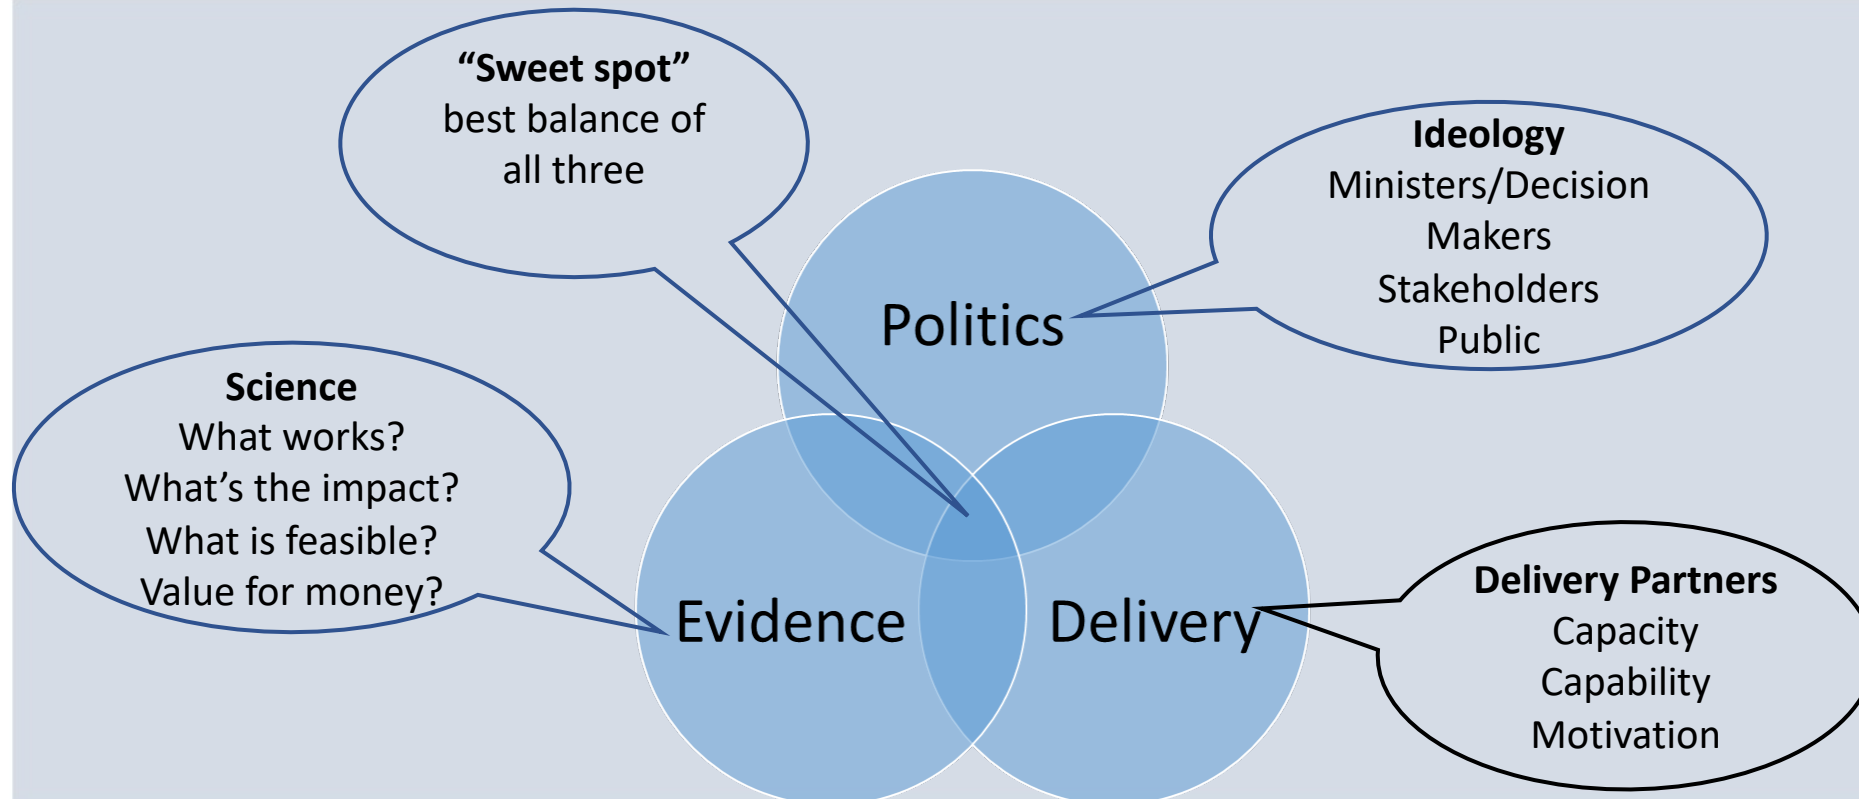 “Sweet spot”
best balance of
all three
Ideology
Ministers/Decision
Makers
Stakeholders
Public
Politics
Science
What works?
What’s the impact?
What is feasible?
Value for money?
Evidence
Delivery
Delivery Partners
Capacity
Capability
Motivation